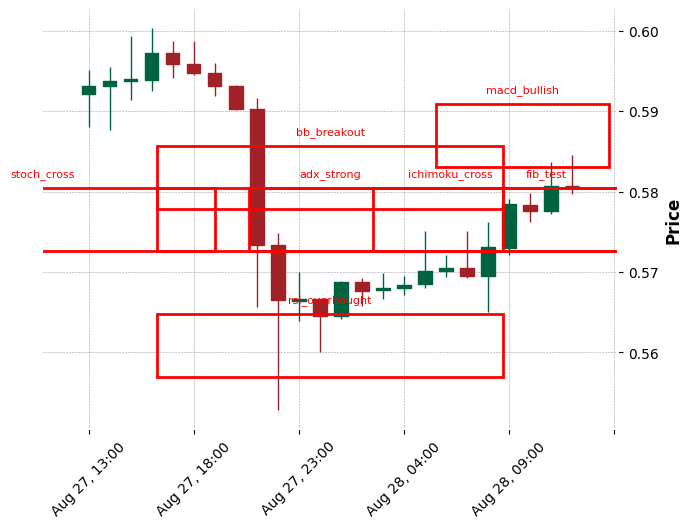 0.60
macd_bullish
0.59
bb_breakout
stoch_cross
adx_strong
ichimoku_cross
fib_test
0.58
Price
0.57
rsi_overbought
0.56
Aug 27, 13:00
Aug 27, 18:00
Aug 27, 23:00
Aug 28, 04:00
Aug 28, 09:00